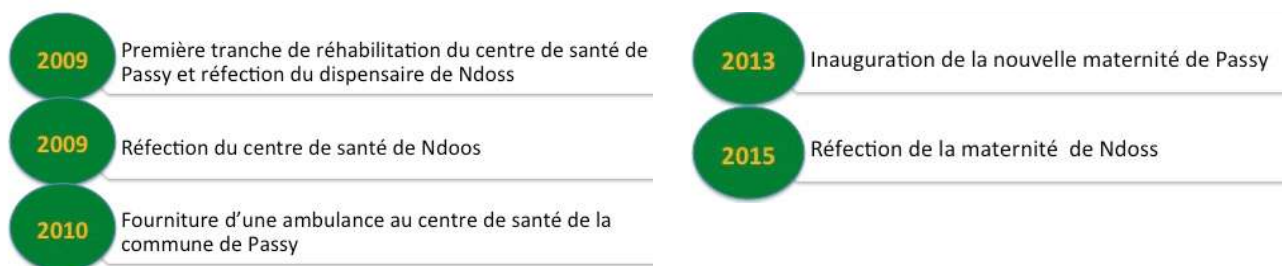 2009
Première tranche de réhabilitation du centre de santé de
Passy et réfection du dispensaire de Ndoss
2009
Réfection du centre de santé de Ndoos
2010
Fourniture d'une ambulance au centre de santé de la
commune de Passy
2013
Inauguration de la nouvelle maternité de Passy
2015
Réfection de la maternité de Ndoss